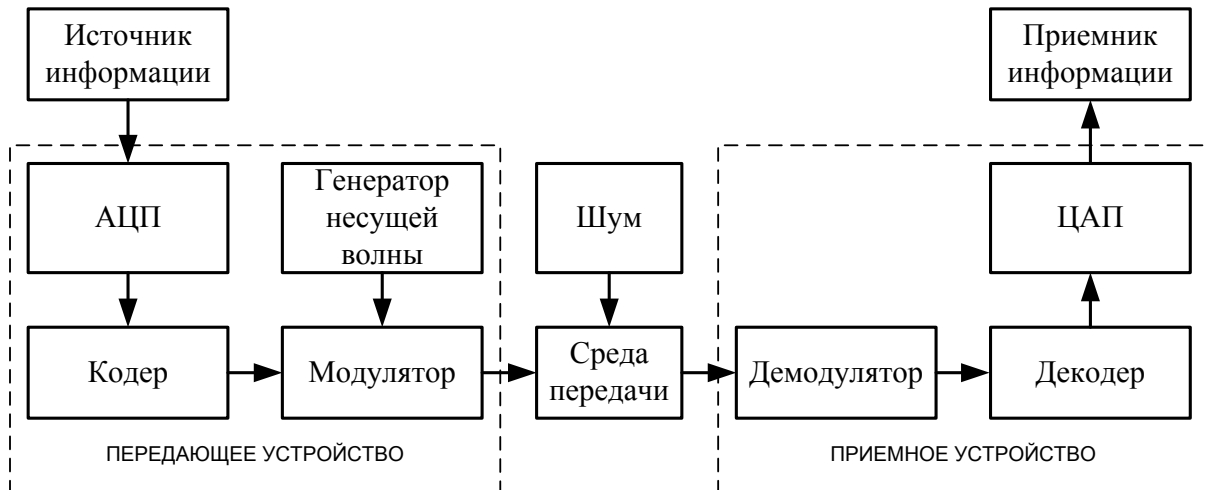 Источник
информации
Приемник
информации
АЦП
Генератор
несущей
волны
Шум
ЦАП
Кодер
Модулятор
Среда
передачи
Демодулятор
Декодер
ПЕРЕДАЮЩЕЕ УСТРОЙСТВО
ПРИЕМНОЕ УСТРОЙСТВО